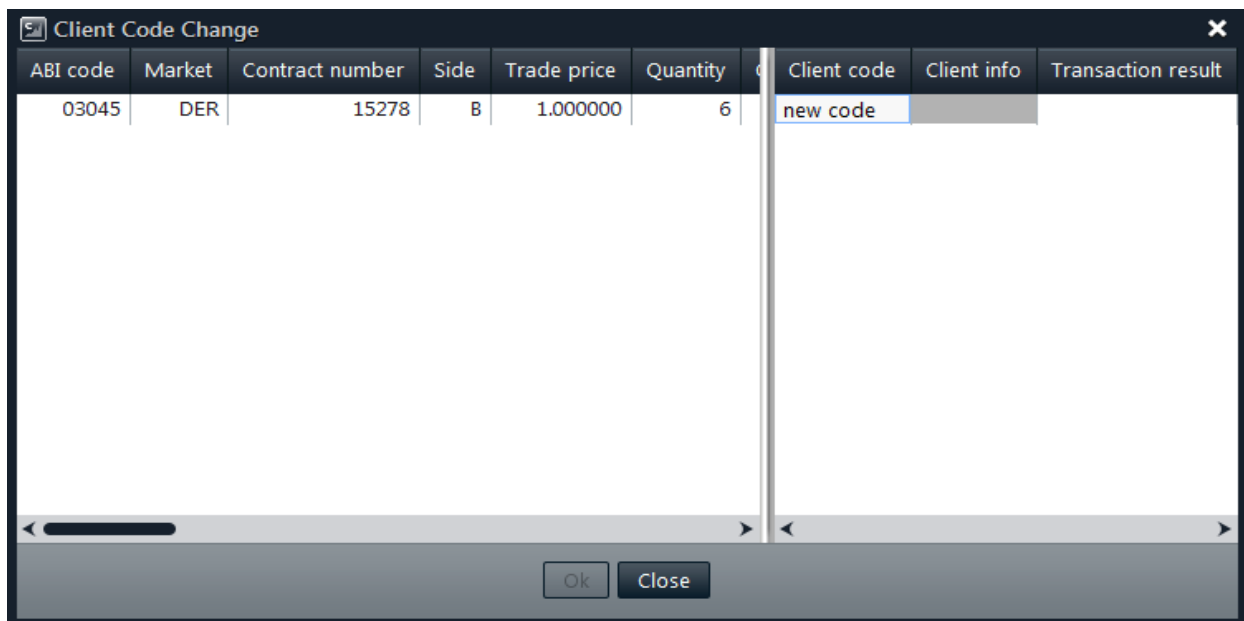 Client Code Change
ABI code Market Contract number Side Trade price Quantity Client code Client info Transaction result
03045 DER 15278 B 1.000000 6 new code
Ok Close